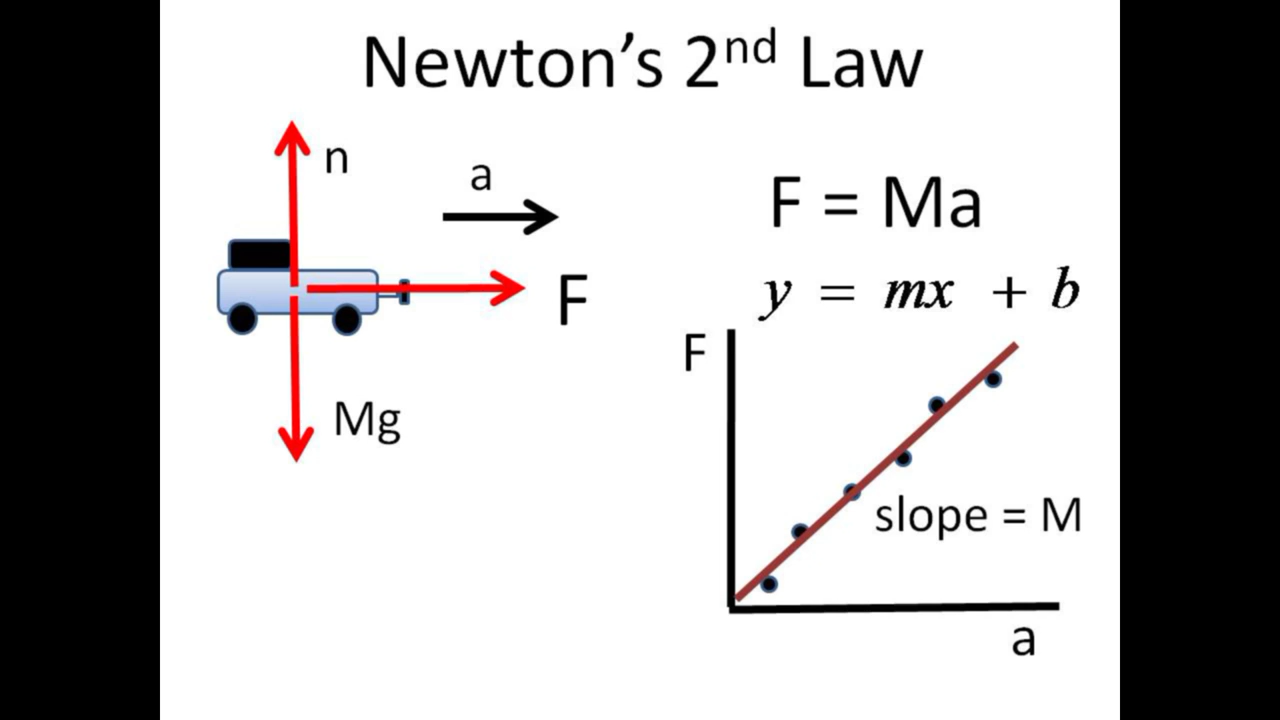 Newton's 2nd Law
n
a
F
Mg
F = Ma
y = mx + b
F
slope = M
a